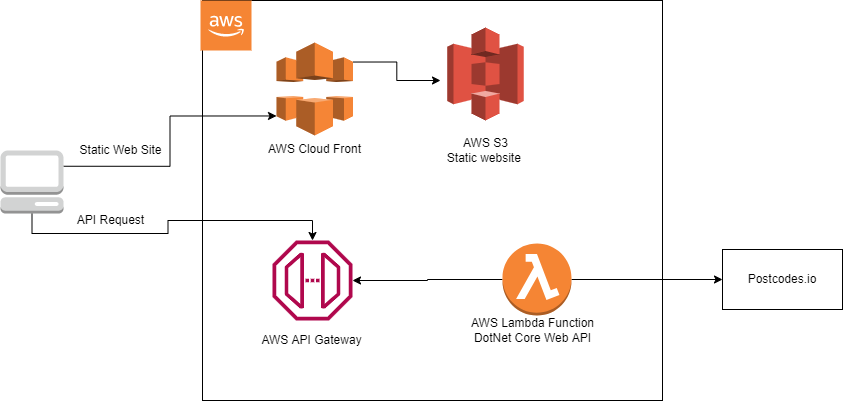 aws
Static Web Site
AWS Cloud Front
AWS S3
Static website
API Request
AWS API Gateway
AWS Lambda Function
DotNet Core Web API
Postcodes.io